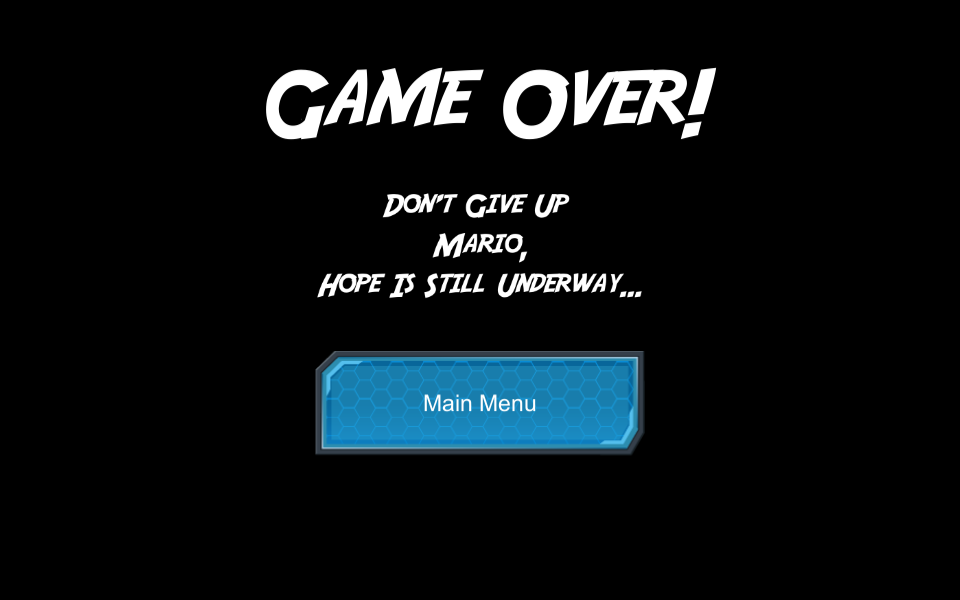 Game Over!
Don't Give Up
Mario,
Hope Is Still Underway...
Main Menu